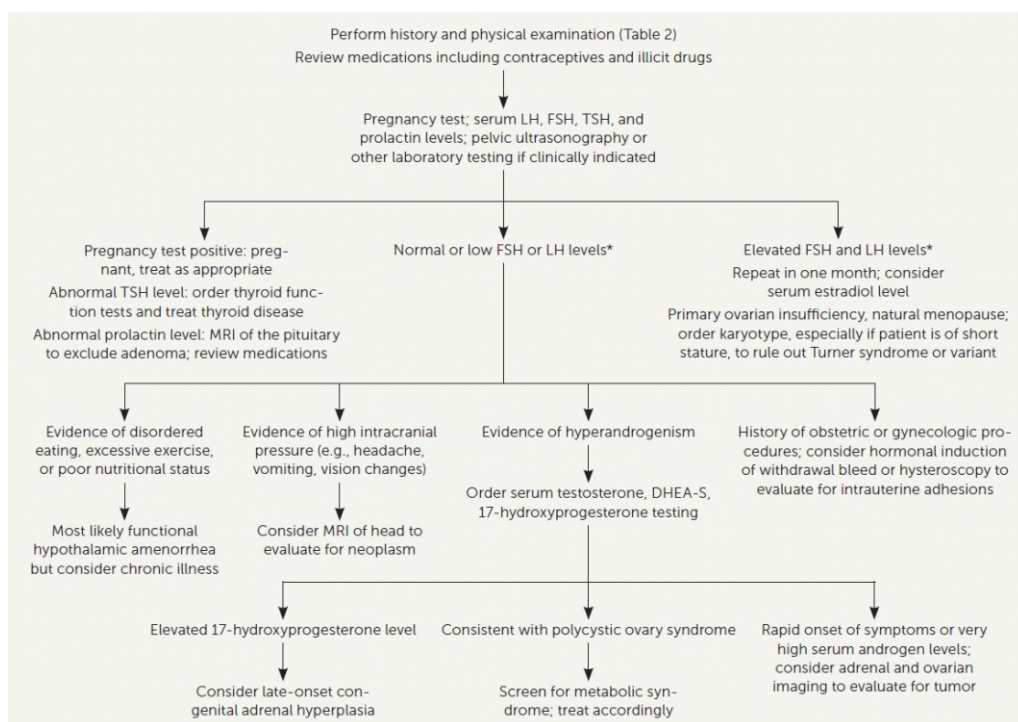 Perform history and physical examination (Table 2)
Review medications including contraceptives and illicit drugs
Pregnancy test; serum LH, FSH, TSH, and
prolactin levels; pelvic ultrasonography or
other laboratory testing if clinically indicated
Pregnancy test positive: preg-
nant, treat as appropriate
Abnormal TSH level: order thyroid func-
tion tests and treat thyroid disease
Abnormal prolactin level: MRI of the pituitary
to exclude adenoma; review medications
Normal or low FSH or LH levels*
Elevated FSH and LH levels*
Repeat in one month; consider
serum estradiol level
Primary ovarian insufficiency, natural menopause;
order karyotype, especially if patient is of short
stature, to rule out Turner syndrome or variant
Evidence of disordered
eating, excessive exercise,
or poor nutritional status
Most likely functional
hypothalamic amenorrhea
but consider chronic illness
Evidence of high intracranial
pressure (e.g., headache,
vomiting, vision changes)
Consider MRI of head to
evaluate for neoplasm
Evidence of hyperandrogenism
Order serum testosterone, DHEA-S,
17-hydroxyprogesterone testing
History of obstetric or gynecologic pro-
cedures; consider hormonal induction
of withdrawal bleed or hysteroscopy to
evaluate for intrauterine adhesions
Elevated 17-hydroxyprogesterone level
Consider late-onset con-
genital adrenal hyperplasia
Consistent with polycystic ovary syndrome
Screen for metabolic syn-
drome; treat accordingly
Rapid onset of symptoms or very
high serum androgen levels;
consider adrenal and ovarian
imaging to evaluate for tumor